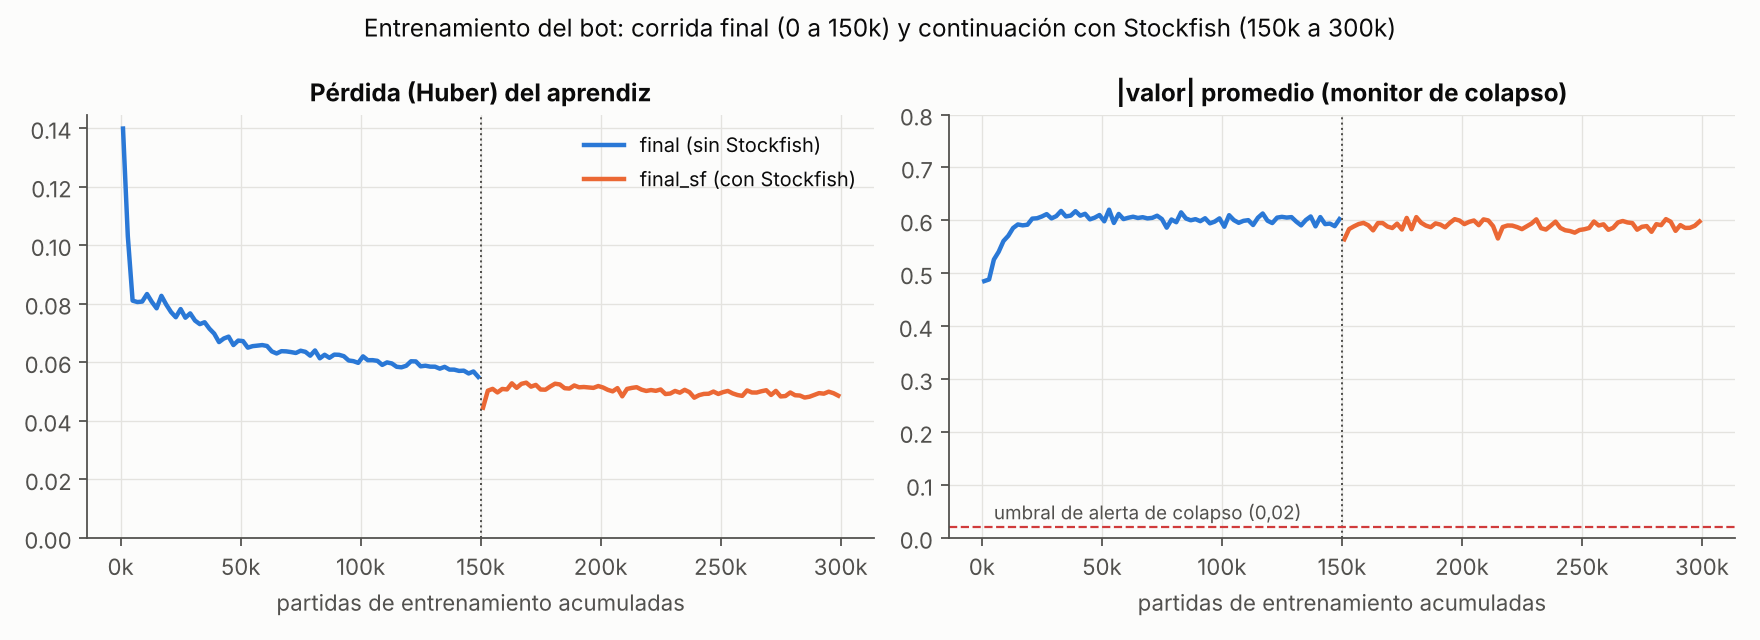 Entrenamiento del bot: corrida final (0 a 150k) y continuación con Stockfish (150k a 300k)
Pérdida (Huber) del aprendiz
0.14
0.12
0.10
0.08
0.06
0.04
0.02
0.00
final (sin Stockfish)
final_sf (con Stockfish)
0k 50k 100k 150k 200k 250k 300k
partidas de entrenamiento acumuladas
|valor| promedio (monitor de colapso)
0.8
0.7
0.6
0.5
0.4
0.3
0.2
0.1
0.0
umbral de alerta de colapso (0,02)
0k 50k 100k 150k 200k 250k 300k
partidas de entrenamiento acumuladas